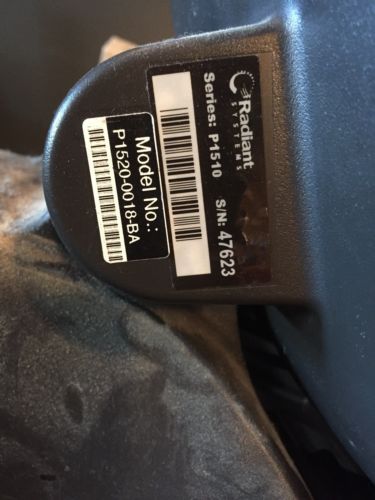 Radiant
SYSTEMS
Series: P1510
S/N: 47623
Model No.:
P1520-0018-BA